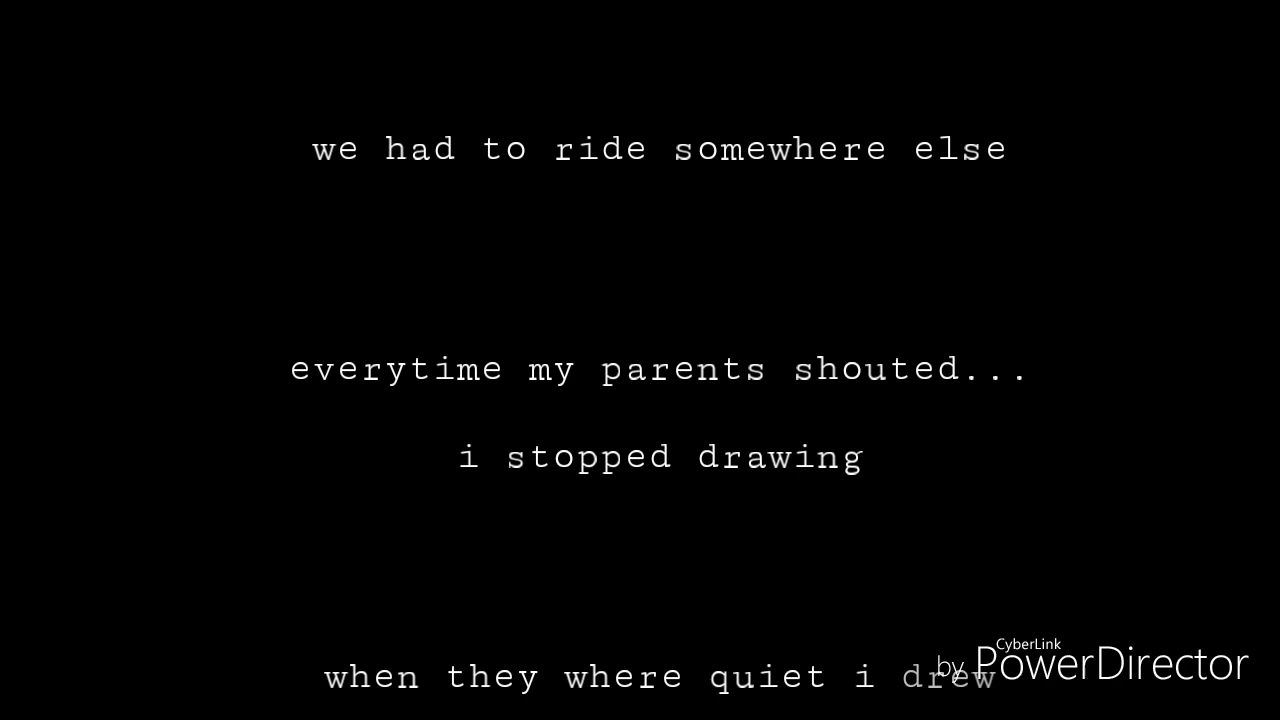 we had to ride somewhere else
everytime my parents shouted...
i stopped drawing
when they where quiet i drew
CyberLink
by PowerDirector